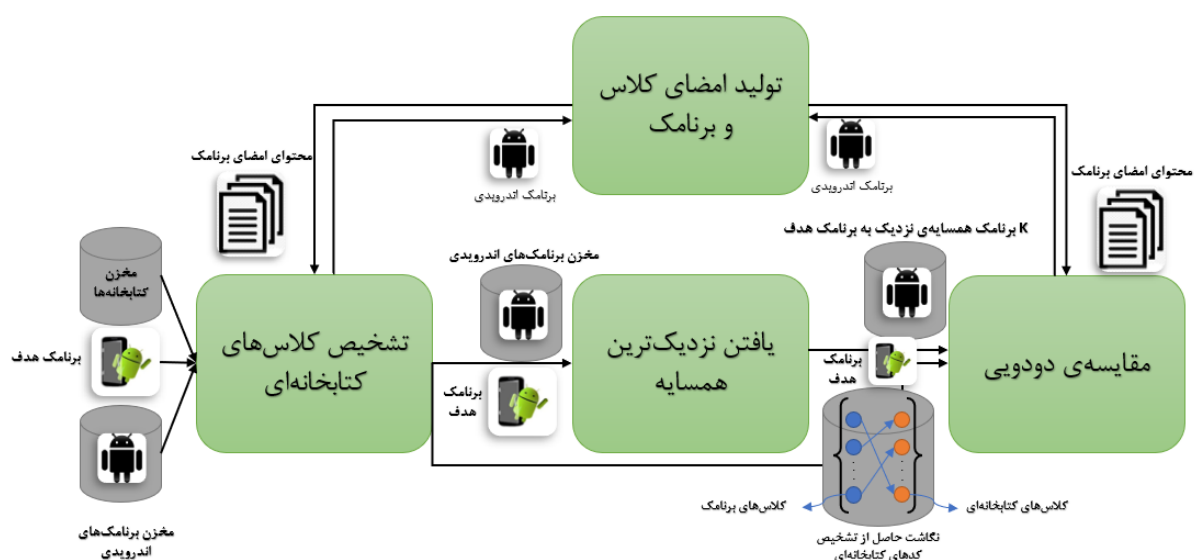 تولید امضای کلاس
و برنامک
محتوای امضای برنامک
برنامک اندرویدی
برنامک اندرویدی
محتوای امضای برنامک
K برنامک همسایه‌ی نزدیک به برنامک هدف
مخزن برنامک‌های اندرویدی
مخزن
کتابخانه‌ها
برنامک هدف
تشخیص کلاس‌های
کتابخانه‌ای
یافتن نزدیک‌ترین
همسایه
مقایسه‌ی دودویی
برنامک
هدف
برنامک
هدف
مخزن برنامک‌های
اندرویدی
کلاس‌های برنامک
کلاس‌های کتابخانه‌ای
نگاشت حاصل از تشخیص
کدهای کتابخانه‌ای